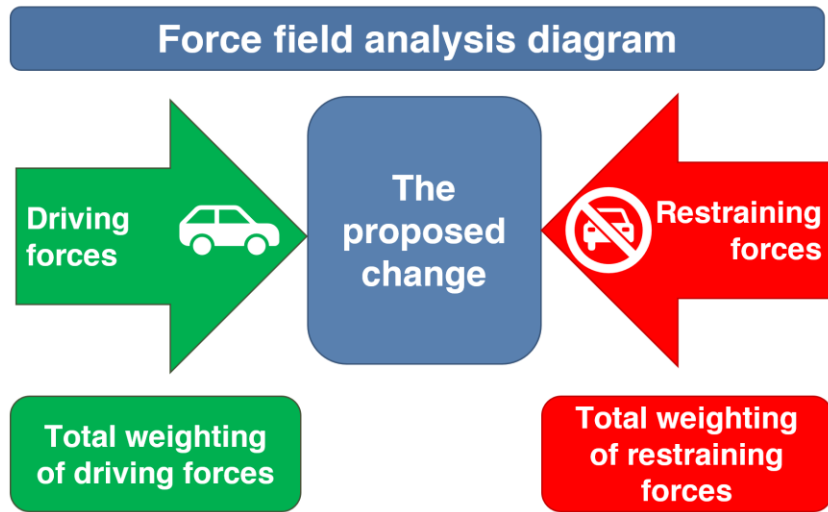 Force field analysis diagram
Driving
forces
The
proposed
change
Restraining
forces
Total weighting
of driving forces
Total weighting
of restraining
forces